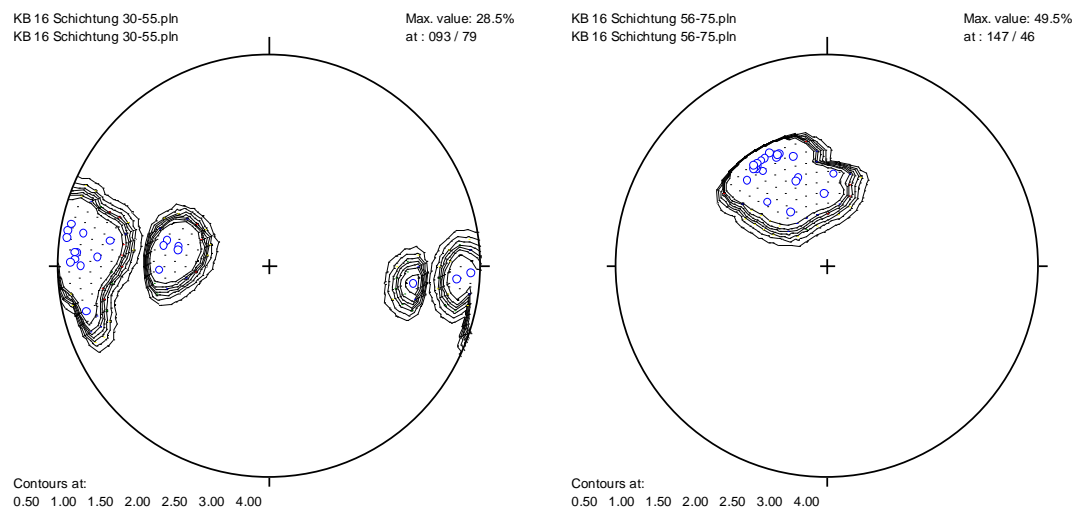 KB 16 Schichtung 30-55.pln
KB 16 Schichtung 30-55.pln
Max. value: 28.5%
at : 093 / 79
Contours at:
0.50 1.00 1.50 2.00 2.50 3.00 4.00
KB 16 Schichtung 56-75.pln
KB 16 Schichtung 56-75.pln
Max. value: 49.5%
at : 147 / 46
Contours at:
0.50 1.00 1.50 2.00 2.50 3.00 4.00